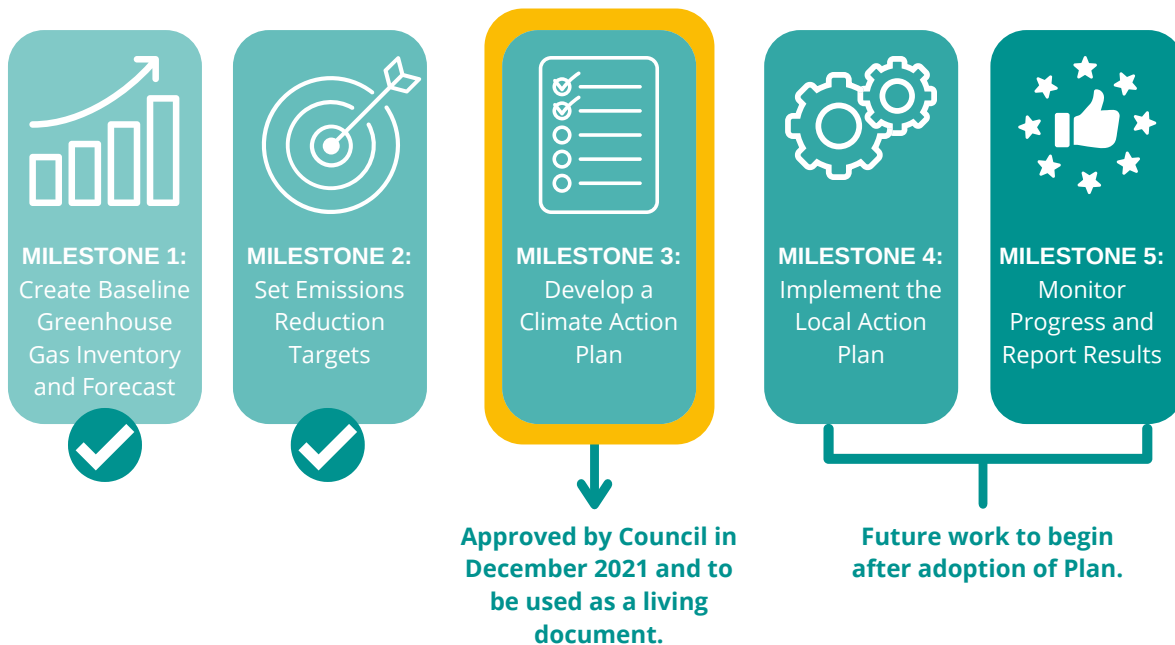 MILESTONE 1:
Create Baseline
Greenhouse
Gas Inventory
and Forecast
MILESTONE 2:
Set Emissions
Reduction
Targets
MILESTONE 3:
Develop a
Climate Action
Plan
MILESTONE 4:
Implement the
Local Action
Plan
MILESTONE 5:
Monitor
Progress and
Report Results
Approved by Council in
December 2021 and to
be used as a living
document.
Future work to begin
after adoption of Plan.